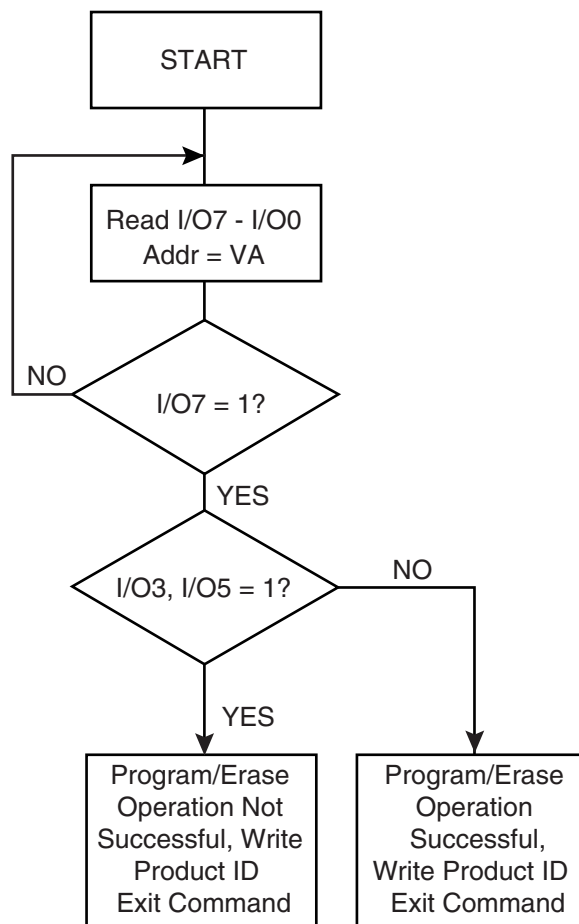 START
Read I/O7 - I/O0
Addr = VA
NO
I/O7 = 1?
YES
I/O3, I/O5 = 1?
NO
YES
Program/Erase
Operation Not
Successful, Write
Product ID
Exit Command
Program/Erase
Operation
Successful,
Write Product ID
Exit Command